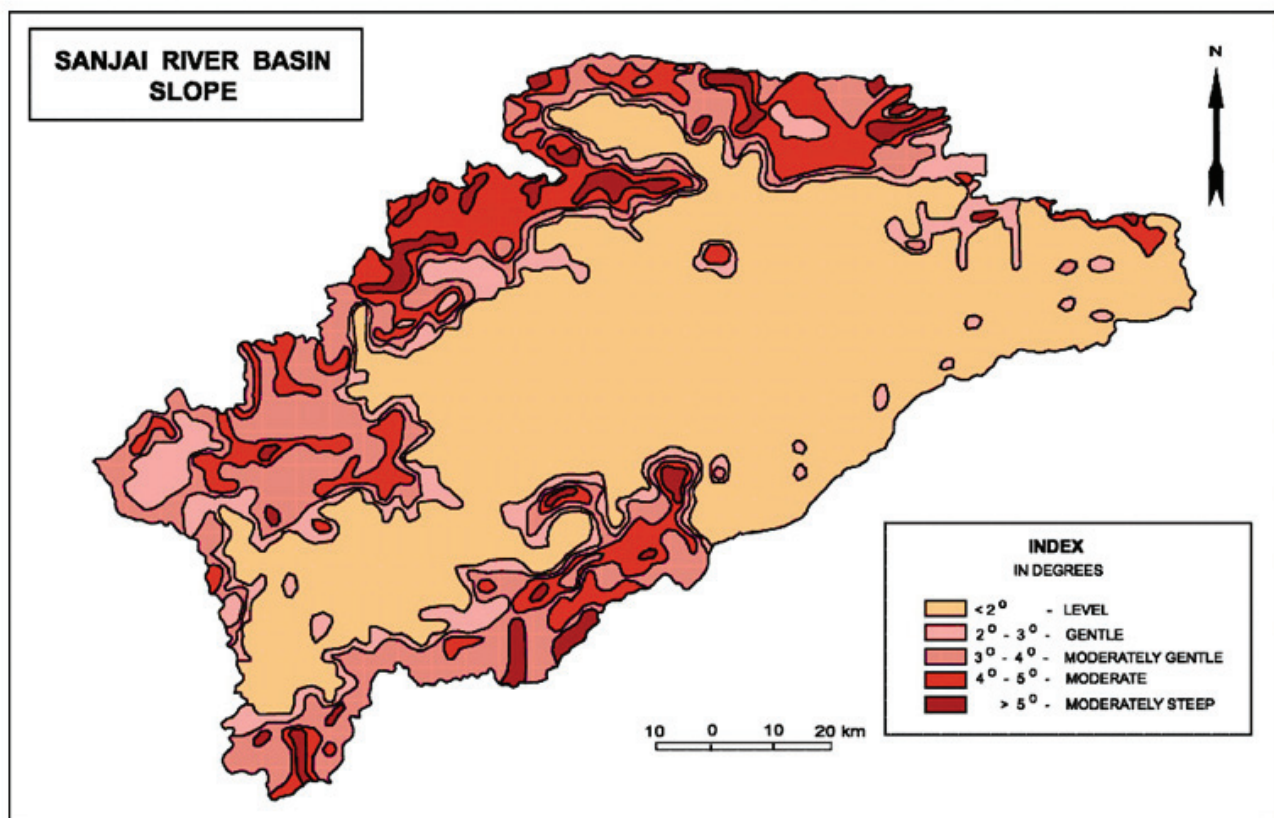 SANJAI RIVER BASIN
SLOPE
N
INDEX
IN DEGREES
<2° - LEVEL
2° - 3° - GENTLE
3° - 4° - MODERATELY GENTLE
4° - 5° - MODERATE
> 5° - MODERATELY STEEP
10 0 10 20 km